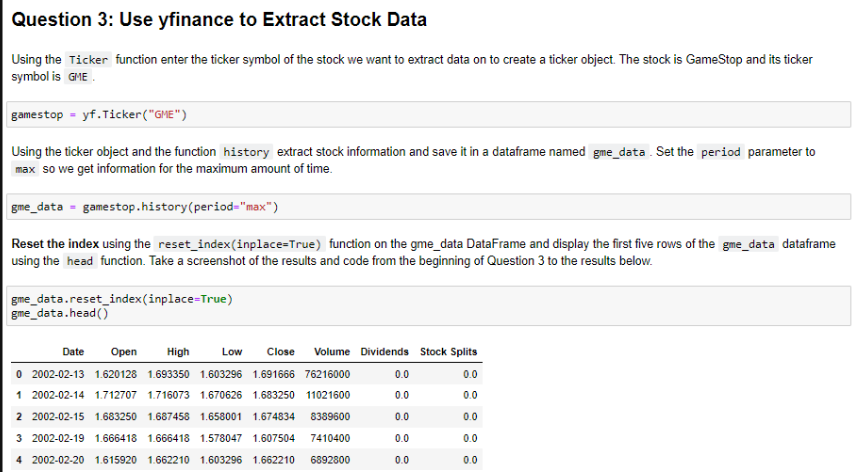 Question 3: Use yfinance to Extract Stock Data
Using the Ticker function enter the ticker symbol of the stock we want to extract data on to create a ticker object. The stock is GameStop and its ticker
symbol is GME .
gamestop = yf.Ticker("GME")
Using the ticker object and the function history extract stock information and save it in a dataframe named gme_data . Set the period parameter to
max so we get information for the maximum amount of time.
gme_data = gamestop.history(period="max")
Reset the index using the reset_index(inplace=True) function on the gme_data DataFrame and display the first five rows of the gme_data dataframe
using the head function. Take a screenshot of the results and code from the beginning of Question 3 to the results below.
gme_data.reset_index(inplace=True)
gme_data.head()
Date Open High Low Close Volume Dividends Stock Splits
0 2002-02-13 1.620128 1.693350 1.603296 1.691666 76216000 0.0 0.0
1 2002-02-14 1.712707 1.716073 1.670626 1.683250 11021600 0.0 0.0
2 2002-02-15 1.683250 1.687458 1.658001 1.674834 8389600 0.0 0.0
3 2002-02-19 1.666418 1.666418 1.578047 1.607504 7410400 0.0 0.0
4 2002-02-20 1.615920 1.662210 1.603296 1.662210 6892800 0.0 0.0